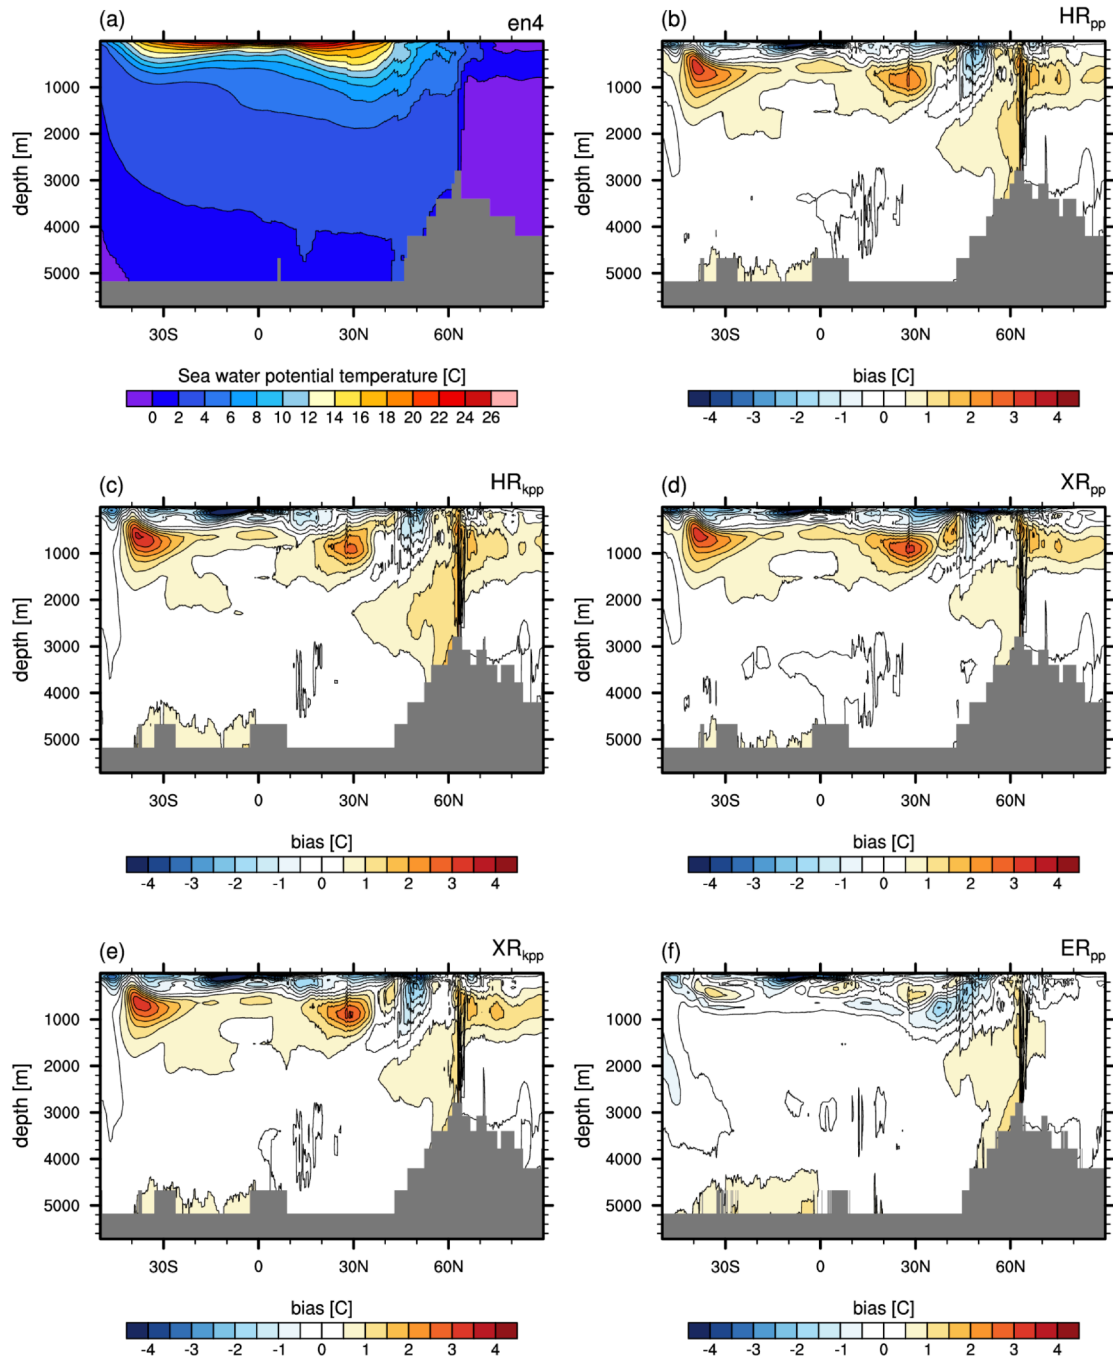 (a) en4
depth [m]
1000
2000
3000
4000
5000
30S 0 30N 60N
Sea water potential temperature [C]
0 2 4 6 8 10 12 14 16 18 20 22 24 26
(b) HRpp
depth [m]
1000
2000
3000
4000
5000
30S 0 30N 60N
bias [C]
-4 -3 -2 -1 0 1 2 3 4
(c) HRkpp
depth [m]
1000
2000
3000
4000
5000
30S 0 30N 60N
bias [C]
-4 -3 -2 -1 0 1 2 3 4
(d) XRpp
depth [m]
1000
2000
3000
4000
5000
30S 0 30N 60N
bias [C]
-4 -3 -2 -1 0 1 2 3 4
(e) XRkpp
depth [m]
1000
2000
3000
4000
5000
30S 0 30N 60N
bias [C]
-4 -3 -2 -1 0 1 2 3 4
(f) ERpp
depth [m]
1000
2000
3000
4000
5000
30S 0 30N 60N
bias [C]
-4 -3 -2 -1 0 1 2 3 4